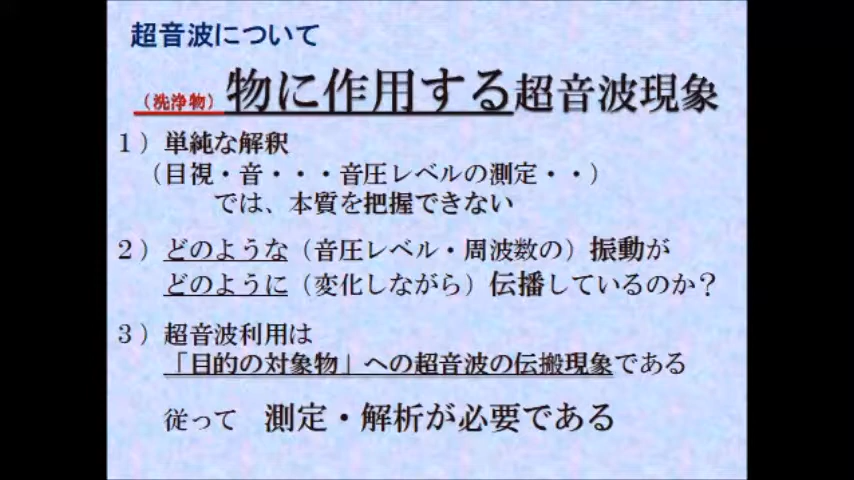 超音波について
（洗浄物）物に作用する超音波現象
１）単純な解釈
（目視・音・・・音圧レベルの測定・・）
では、本質を把握できない
２）どのような（音圧レベル・周波数の）振動が
どのように（変化しながら）伝播しているのか？
３）超音波利用は
「目的の対象物」への超音波の伝搬現象である
従って　測定・解析が必要である